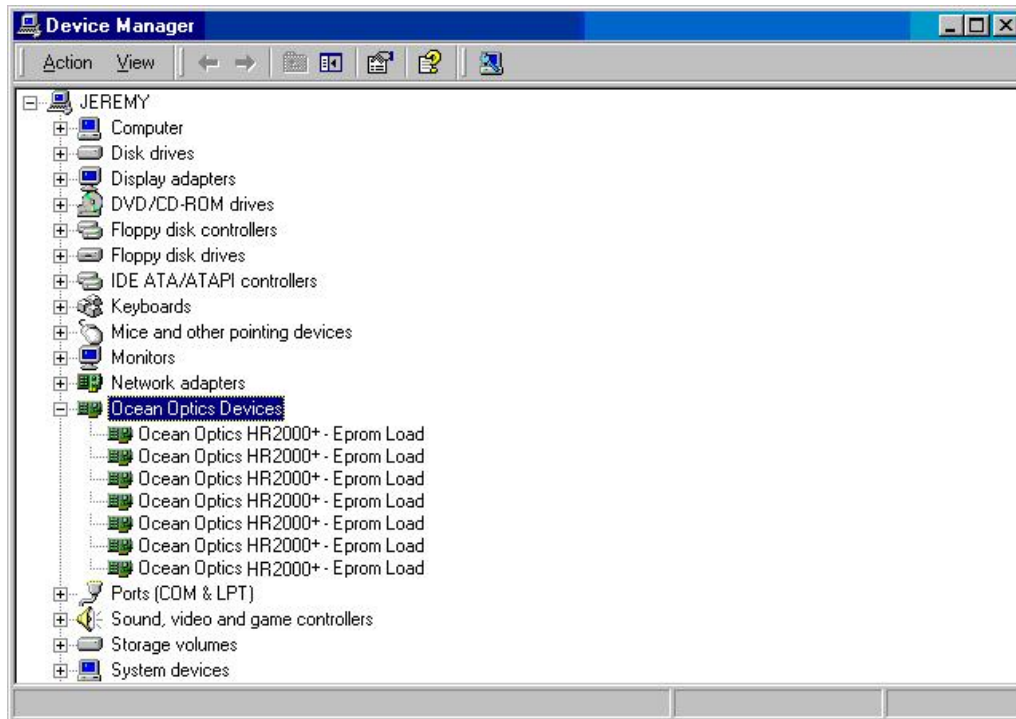 Device Manager
Action View
JEREMY
Computer
Disk drives
Display adapters
DVD/CD-ROM drives
Floppy disk controllers
Floppy disk drives
IDE ATA/ATAPI controllers
Keyboards
Mice and other pointing devices
Monitors
Network adapters
Ocean Optics Devices
Ocean Optics HR2000+ - Eprom Load
Ocean Optics HR2000+ - Eprom Load
Ocean Optics HR2000+ - Eprom Load
Ocean Optics HR2000+ - Eprom Load
Ocean Optics HR2000+ - Eprom Load
Ocean Optics HR2000+ - Eprom Load
Ocean Optics HR2000+ - Eprom Load
Ports (COM & LPT)
Sound, video and game controllers
Storage volumes
System devices